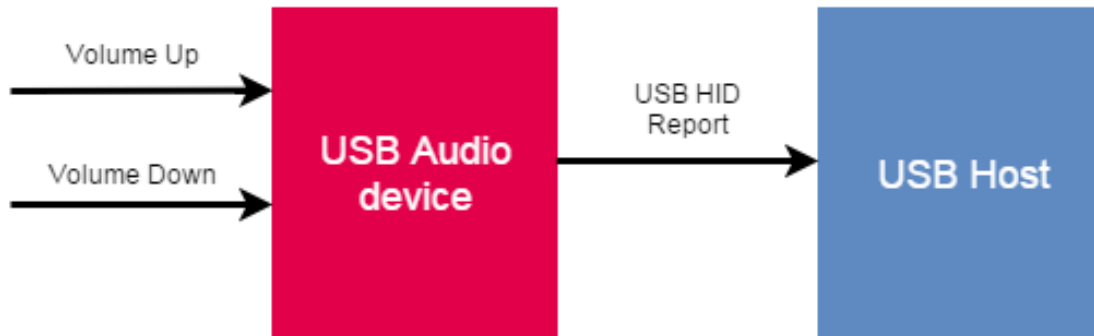 Volume Up
Volume Down
USB Audio
device
USB HID
Report
USB Host